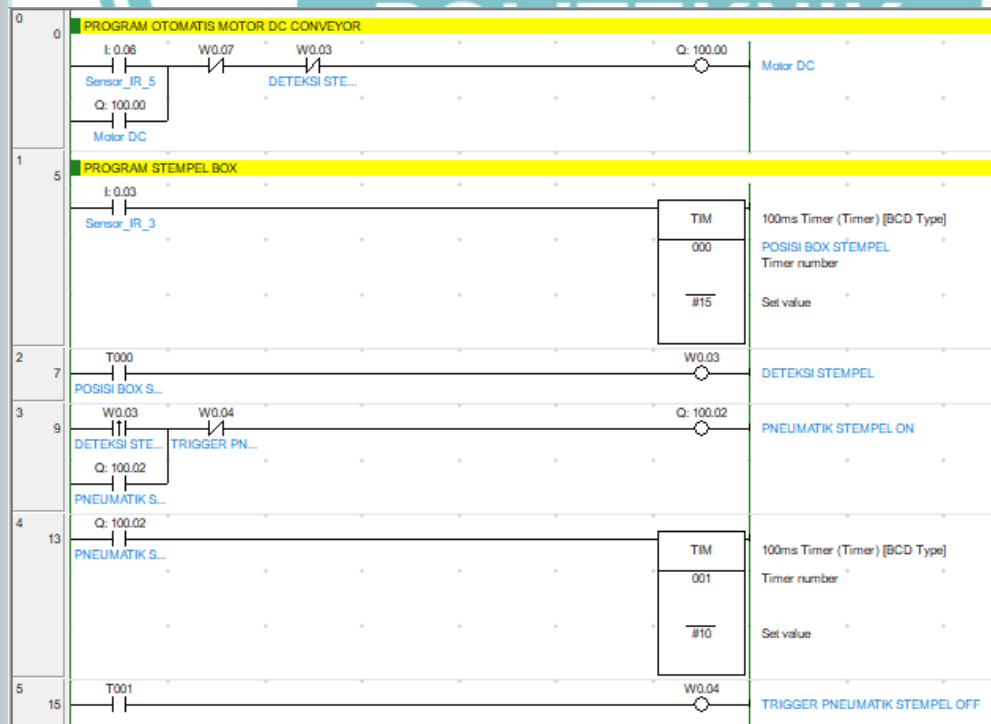 POLITEKNIK
0
0
PROGRAM OTOMATIS MOTOR DC CONVEYOR
I: 0.06 W0.07 W0.03 Q: 100.00
Motor DC
Sensor_IR_5 DETEKSI STE...
Q: 100.00
Motor DC
1
5
PROGRAM STEMPEL BOX
I: 0.03
Sensor_IR_3
TIM 100ms Timer (Timer) [BCD Type]
000 POSISI BOX STEMPEL
Timer number
#15 Set value
2
7
T000 W0.03
DETEKSI STEMPEL
POSISI BOX S...
3
9
W0.03 W0.04 Q: 100.02
PNEUMATIK STEMPEL ON
DETEKSI STE... TRIGGER PN...
Q: 100.02
PNEUMATIK S...
4
13
Q: 100.02
PNEUMATIK S...
TIM 100ms Timer (Timer) [BCD Type]
001 Timer number
#10 Set value
5
15
T001 W0.04
TRIGGER PNEUMATIK STEMPEL OFF